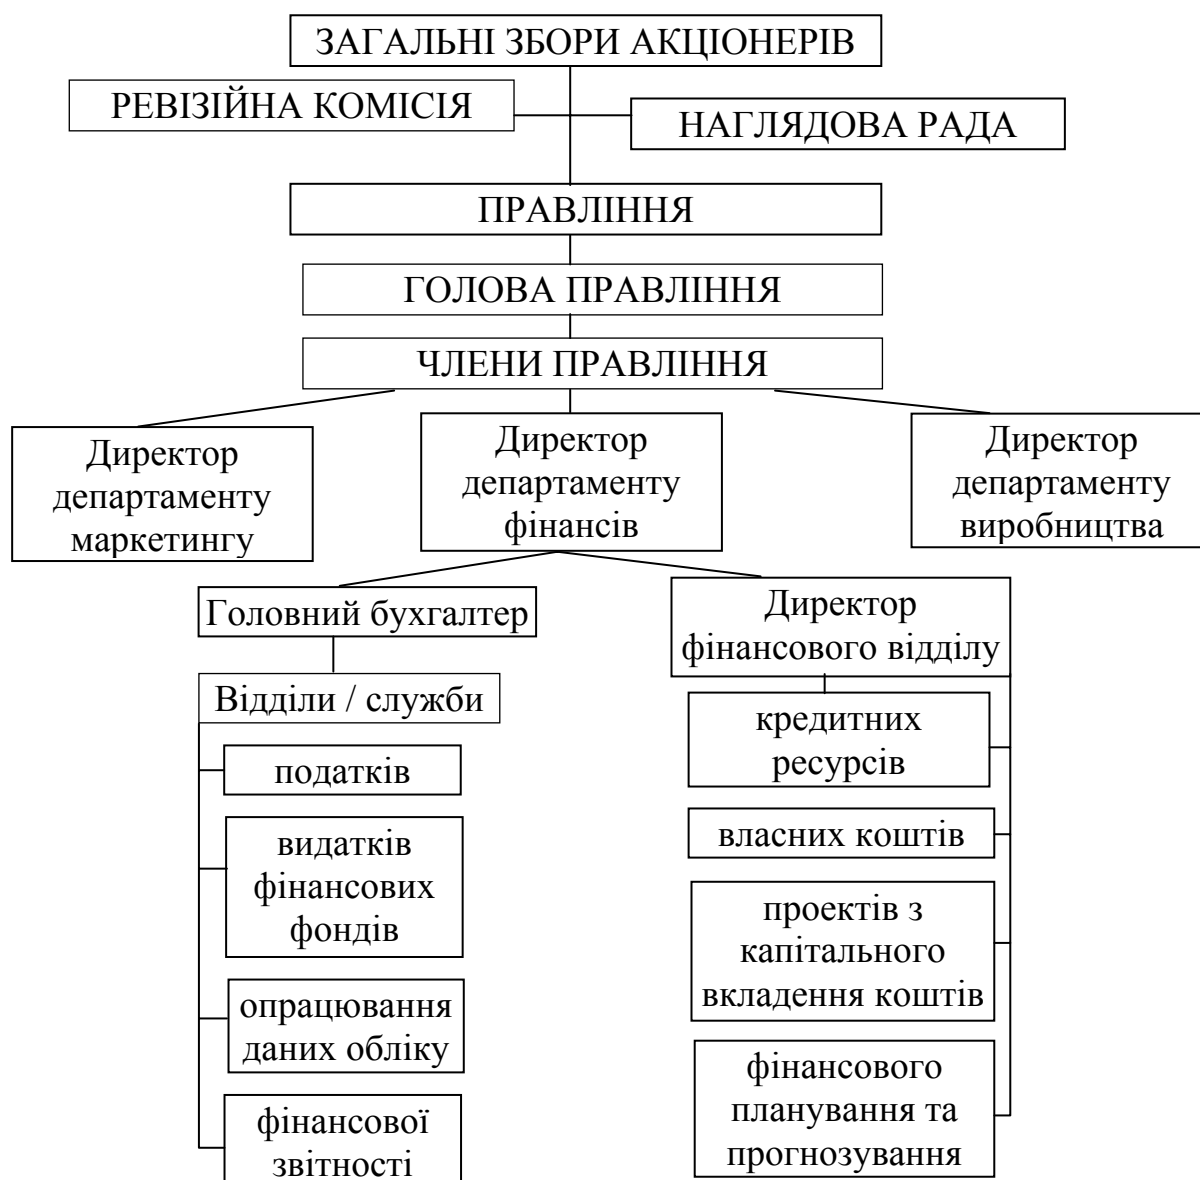 ЗАГАЛЬНІ ЗБОРИ АКЦІОНЕРІВ
РЕВІЗІЙНА КОМІСІЯ
НАГЛЯДОВА РАДА
ПРАВЛІННЯ
ГОЛОВА ПРАВЛІННЯ
ЧЛЕНИ ПРАВЛІННЯ
Директор
департаменту
маркетингу
Директор
департаменту
фінансів
Директор
департаменту
виробництва
Головний бухгалтер
Відділи / служби
податків
видатків
фінансових
фондів
опрацювання
даних обліку
фінансової
звітності
Директор
фінансового відділу
кредитних
ресурсів
власних коштів
проектів з
капітального
вкладення коштів
фінансового
планування та
прогнозування